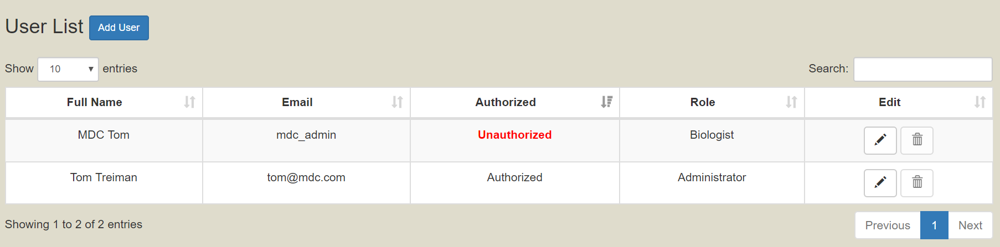 User List Add User
Show 10 entries Search:
Full Name Email Authorized Role Edit
MDC Tom mdc_admin Unauthorized Biologist
Tom Treiman tom@mdc.com Authorized Administrator
Showing 1 to 2 of 2 entries Previous 1 Next